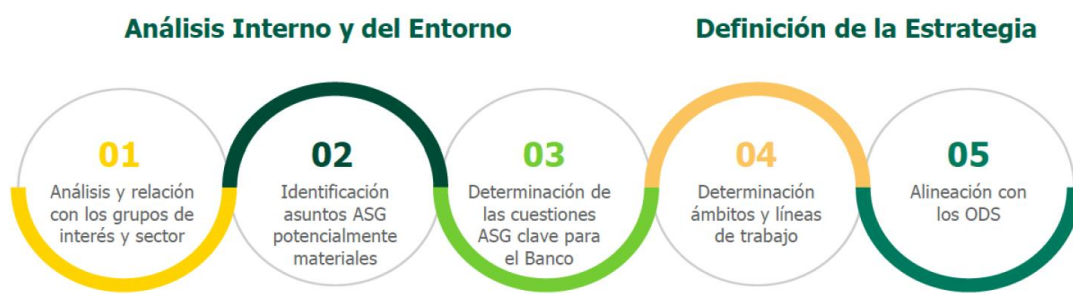 Análisis Interno y del Entorno
Definición de la Estrategia
01
Análisis y relación
con los grupos de
interés y sector
02
Identificación
asuntos ASG
potencialmente
materiales
03
Determinación de
las cuestiones
ASG clave para
el Banco
04
Determinación
ámbitos y líneas
de trabajo
05
Alineación con
los ODS